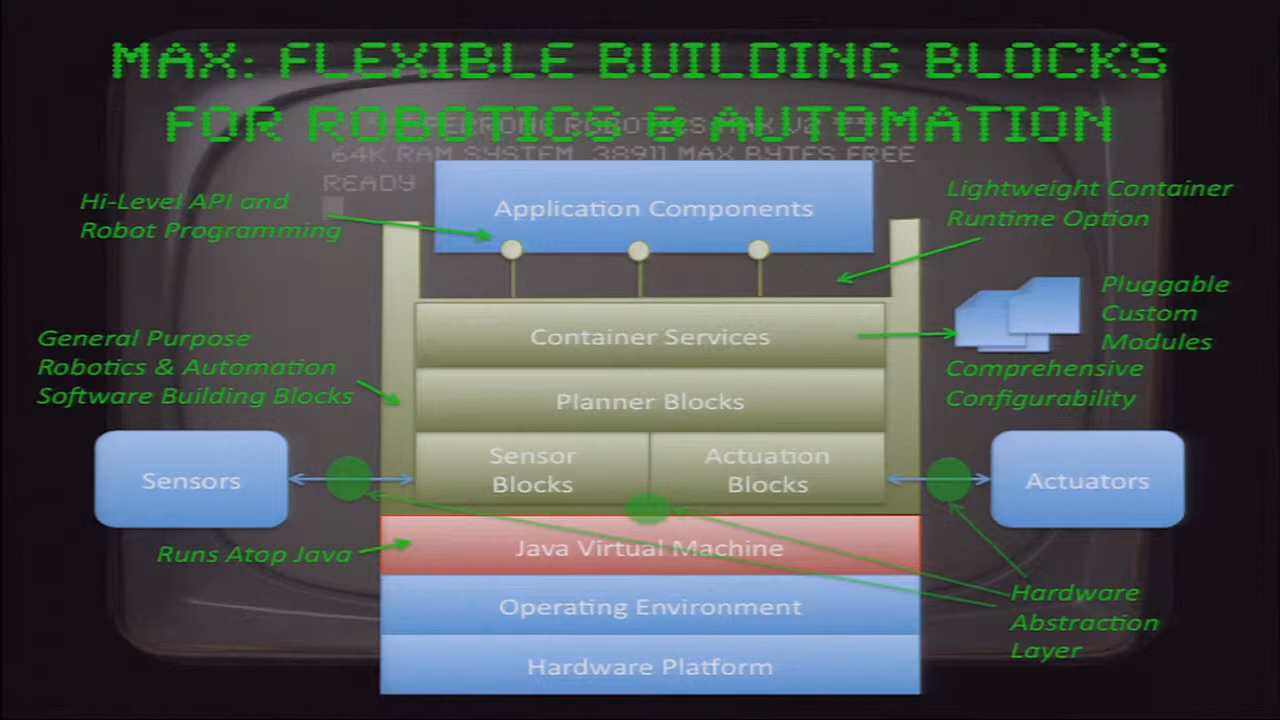 MAX: FLEXIBLE BUILDING BLOCKS
FOR ROBOTICS & AUTOMATION
ROBOTICS MAX V2 **
64K RAM SYSTEM 38911 MAX BYTES FREE
READY
Hi-Level API and
Robot Programming
Application Components
Lightweight Container
Runtime Option
Pluggable
Custom
Modules
Comprehensive
Configurability
General Purpose
Robotics & Automation
Software Building Blocks
Container Services
Planner Blocks
Sensor
Blocks
Actuation
Blocks
Sensors
Actuators
Runs Atop Java
Java Virtual Machine
Operating Environment
Hardware Platform
Hardware
Abstraction
Layer